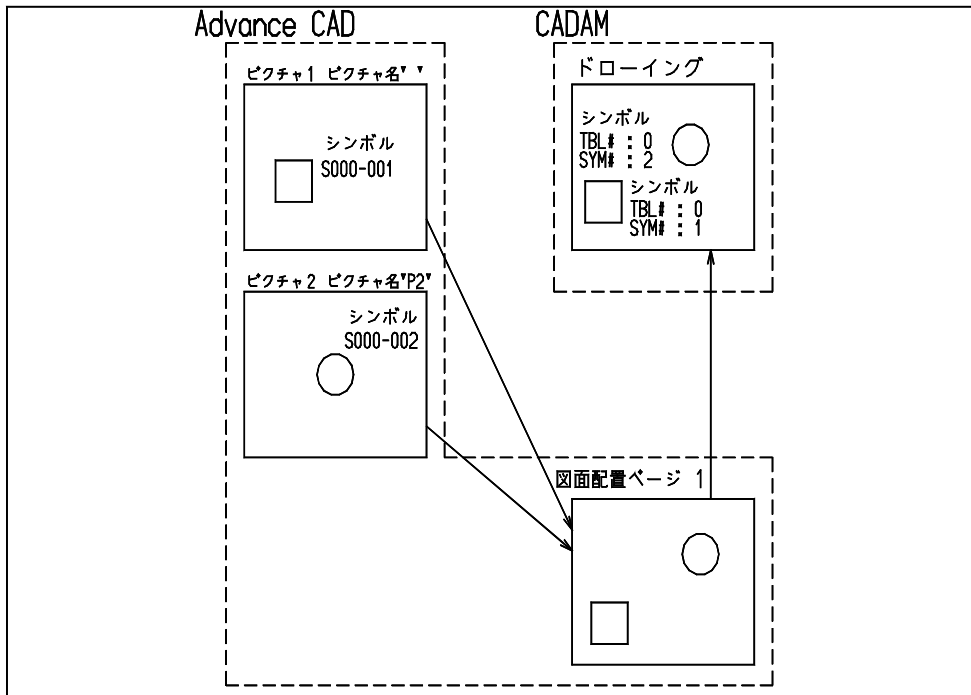 Advance CAD
CADAM
ピクチャ1 ピクチャ名" "
シンボル
S000-001
ピクチャ2 ピクチャ名"P2"
シンボル
S000-002
ドローイング
シンボル
TBL# : 0
SYM# : 2
シンボル
TBL# : 0
SYM# : 1
図面配置ページ 1